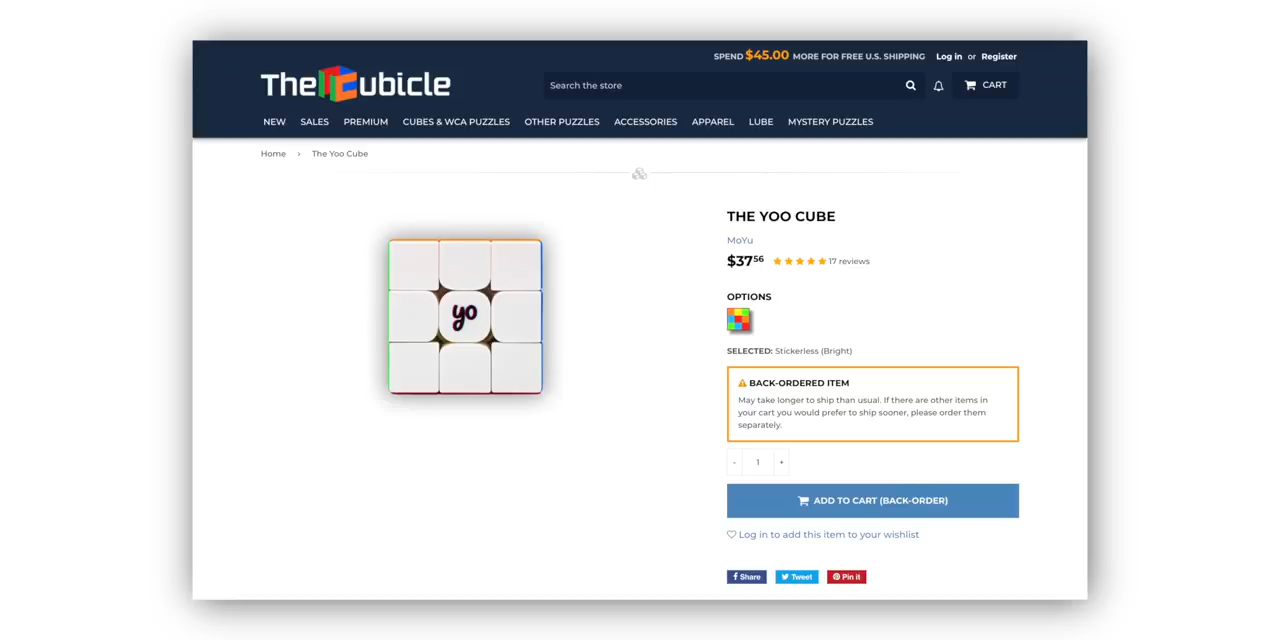 SPEND $45.00 MORE FOR FREE U.S. SHIPPING Log in or Register
The Cubicle
Search the store
CART
NEW SALES PREMIUM CUBES & WCA PUZZLES OTHER PUZZLES ACCESSORIES APPAREL LUBE MYSTERY PUZZLES
Home › The Yoo Cube
yo
THE YOO CUBE
MoYu
$37.56 17 reviews
OPTIONS
SELECTED: Stickerless (Bright)
BACK-ORDERED ITEM
May take longer to ship than usual. If there are other items in
your cart you would prefer to ship sooner, please order them
separately.
- 1 +
ADD TO CART (BACK-ORDER)
Log in to add this item to your wishlist
Share Tweet Pin it